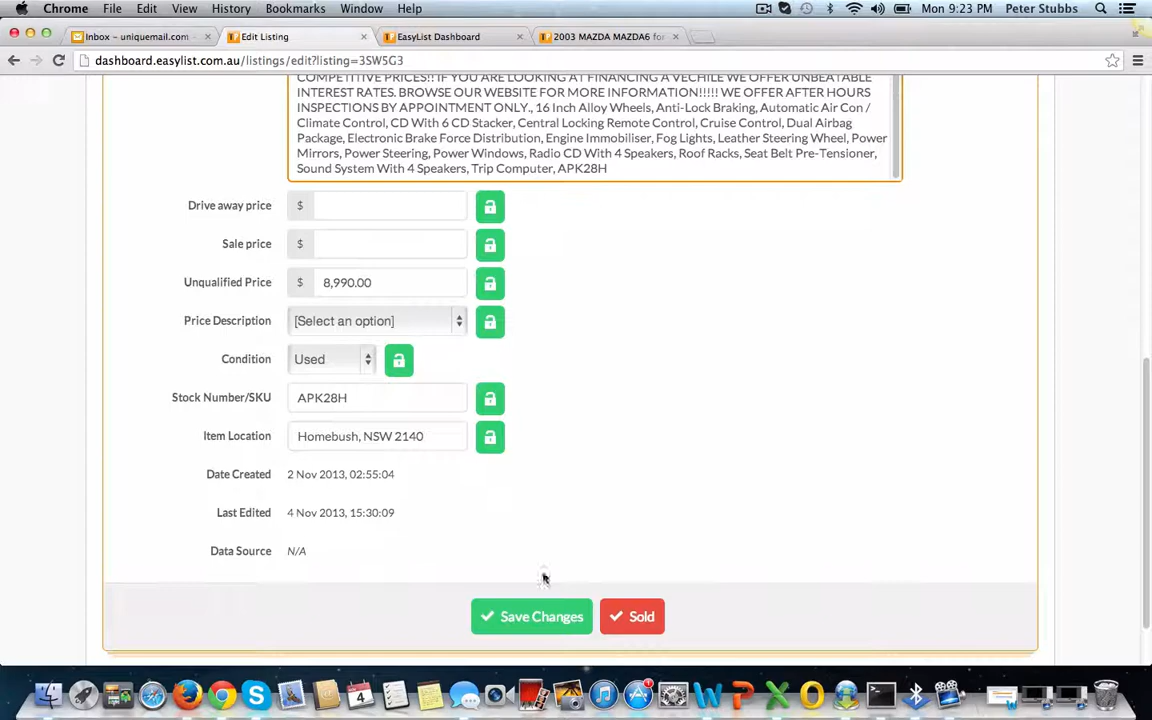 Chrome File Edit View History Bookmarks Window Help Mon 9:23 PM Peter Stubbs
Inbox – uniquemail.com Edit Listing EasyList Dashboard 2003 MAZDA MAZDA6 for
dashboard.easylist.com.au/listings/edit?listing=3SW5G3
COMPETITIVE PRICES!! IF YOU ARE LOOKING AT FINANCING A VECHILE WE OFFER UNBEATABLE
INTEREST RATES. BROWSE OUR WEBSITE FOR MORE INFORMATION!!!!! WE OFFER AFTER HOURS
INSPECTIONS BY APPOINTMENT ONLY., 16 Inch Alloy Wheels, Anti-Lock Braking, Automatic Air Con /
Climate Control, CD With 6 CD Stacker, Central Locking Remote Control, Cruise Control, Dual Airbag
Package, Electronic Brake Force Distribution, Engine Immobiliser, Fog Lights, Leather Steering Wheel, Power
Mirrors, Power Steering, Power Windows, Radio CD With 4 Speakers, Roof Racks, Seat Belt Pre-Tensioner,
Sound System With 4 Speakers, Trip Computer, APK28H
Drive away price $
Sale price $
Unqualified Price $ 8,990.00
Price Description [Select an option]
Condition Used
Stock Number/SKU APK28H
Item Location Homebush, NSW 2140
Date Created 2 Nov 2013, 02:55:04
Last Edited 4 Nov 2013, 15:30:09
Data Source N/A
Save Changes Sold